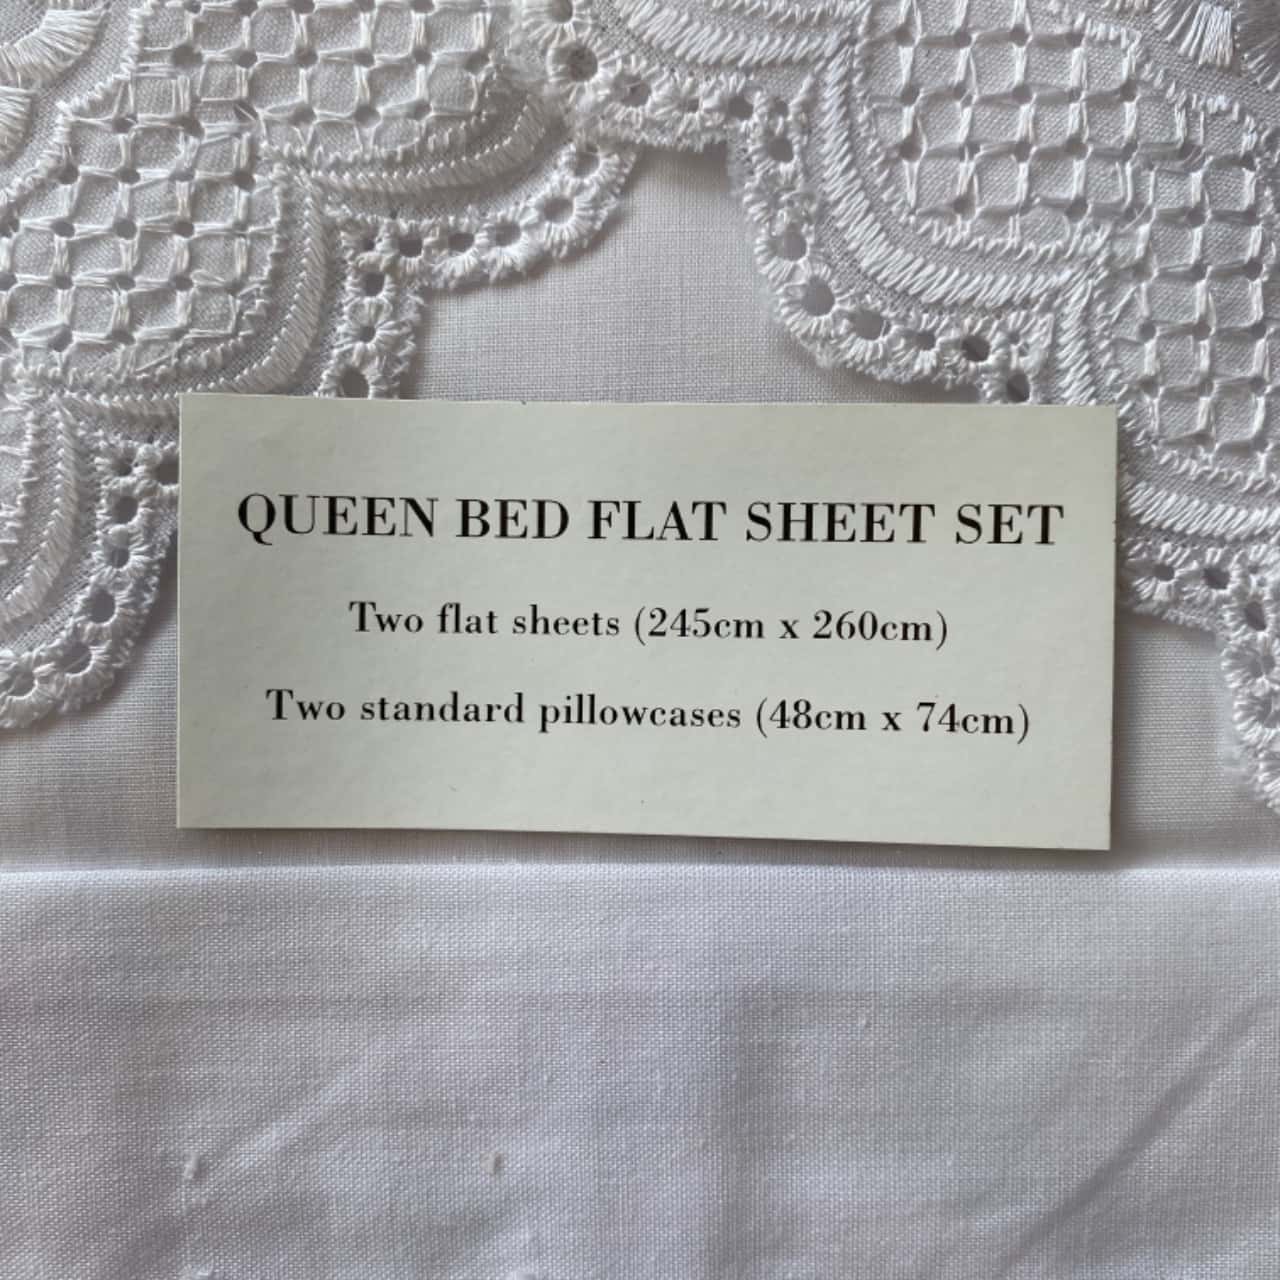 QUEEN BED FLAT SHEET SET
Two flat sheets (245cm x 260cm)
Two standard pillowcases (48cm x 74cm)